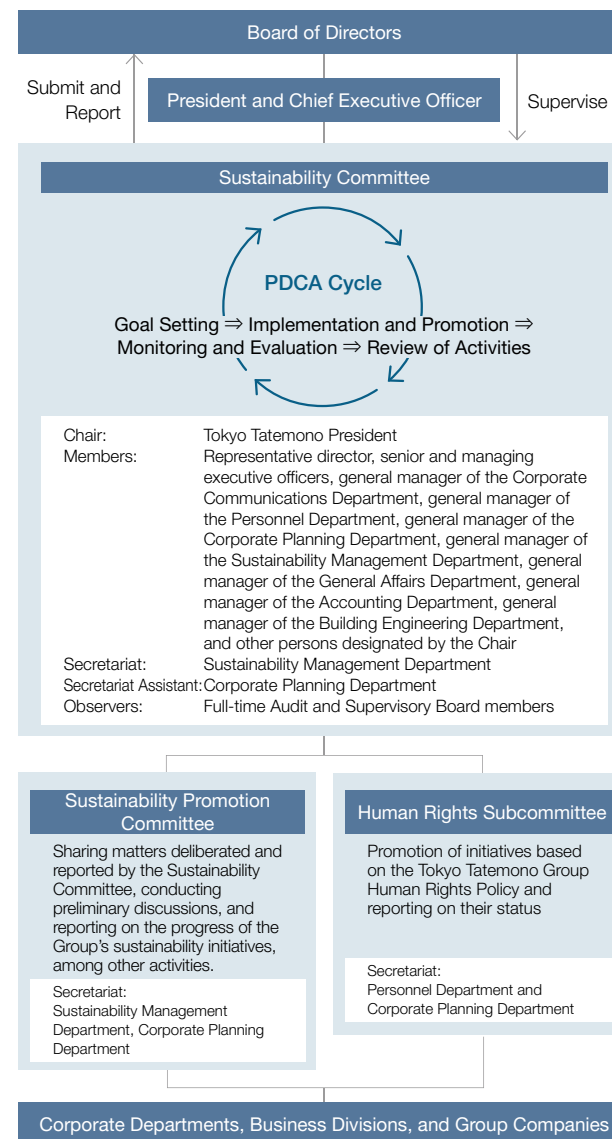 Board of Directors
Submit and
Report
President and Chief Executive Officer
Supervise
Sustainability Committee
PDCA Cycle
Goal Setting ⇒ Implementation and Promotion ⇒
Monitoring and Evaluation ⇒ Review of Activities
Chair: Tokyo Tatemono President
Members: Representative director, senior and managing
executive officers, general manager of the Corporate
Communications Department, general manager of
the Personnel Department, general manager of the
Corporate Planning Department, general manager of
the Sustainability Management Department, general
manager of the General Affairs Department, general
manager of the Accounting Department, general
manager of the Building Engineering Department,
and other persons designated by the Chair
Secretariat: Sustainability Management Department
Secretariat Assistant: Corporate Planning Department
Observers: Full-time Audit and Supervisory Board members
Sustainability Promotion
Committee
Sharing matters deliberated and
reported by the Sustainability
Committee, conducting
preliminary discussions, and
reporting on the progress of the
Group's sustainability initiatives,
among other activities.
Secretariat:
Sustainability Management
Department, Corporate Planning
Department
Human Rights Subcommittee
Promotion of initiatives based
on the Tokyo Tatemono Group
Human Rights Policy and
reporting on their status
Secretariat:
Personnel Department and
Corporate Planning Department
Corporate Departments, Business Divisions, and Group Companies